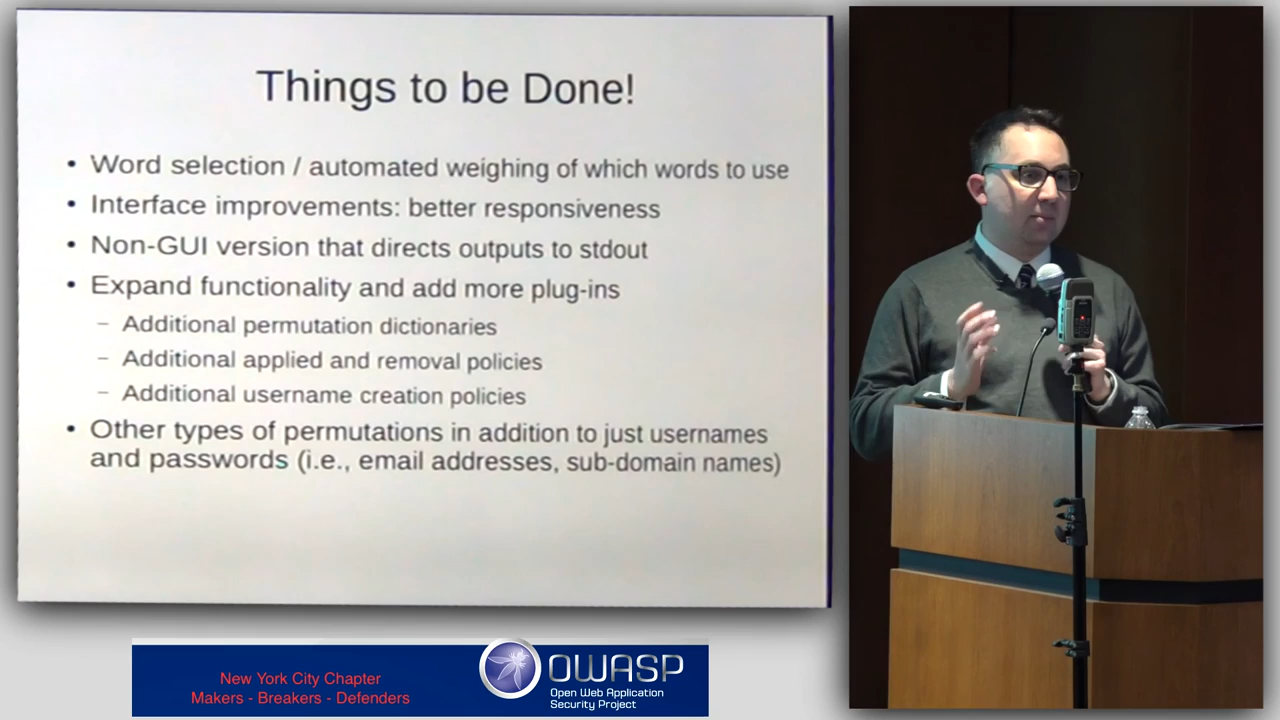 Things to be Done!
• Word selection / automated weighing of which words to use
• Interface improvements: better responsiveness
• Non-GUI version that directs outputs to stdout
• Expand functionality and add more plug-ins
– Additional permutation dictionaries
– Additional applied and removal policies
– Additional username creation policies
• Other types of permutations in addition to just usernames
and passwords (i.e., email addresses, sub-domain names)
New York City Chapter
Makers - Breakers - Defenders
OWASP
Open Web Application
Security Project